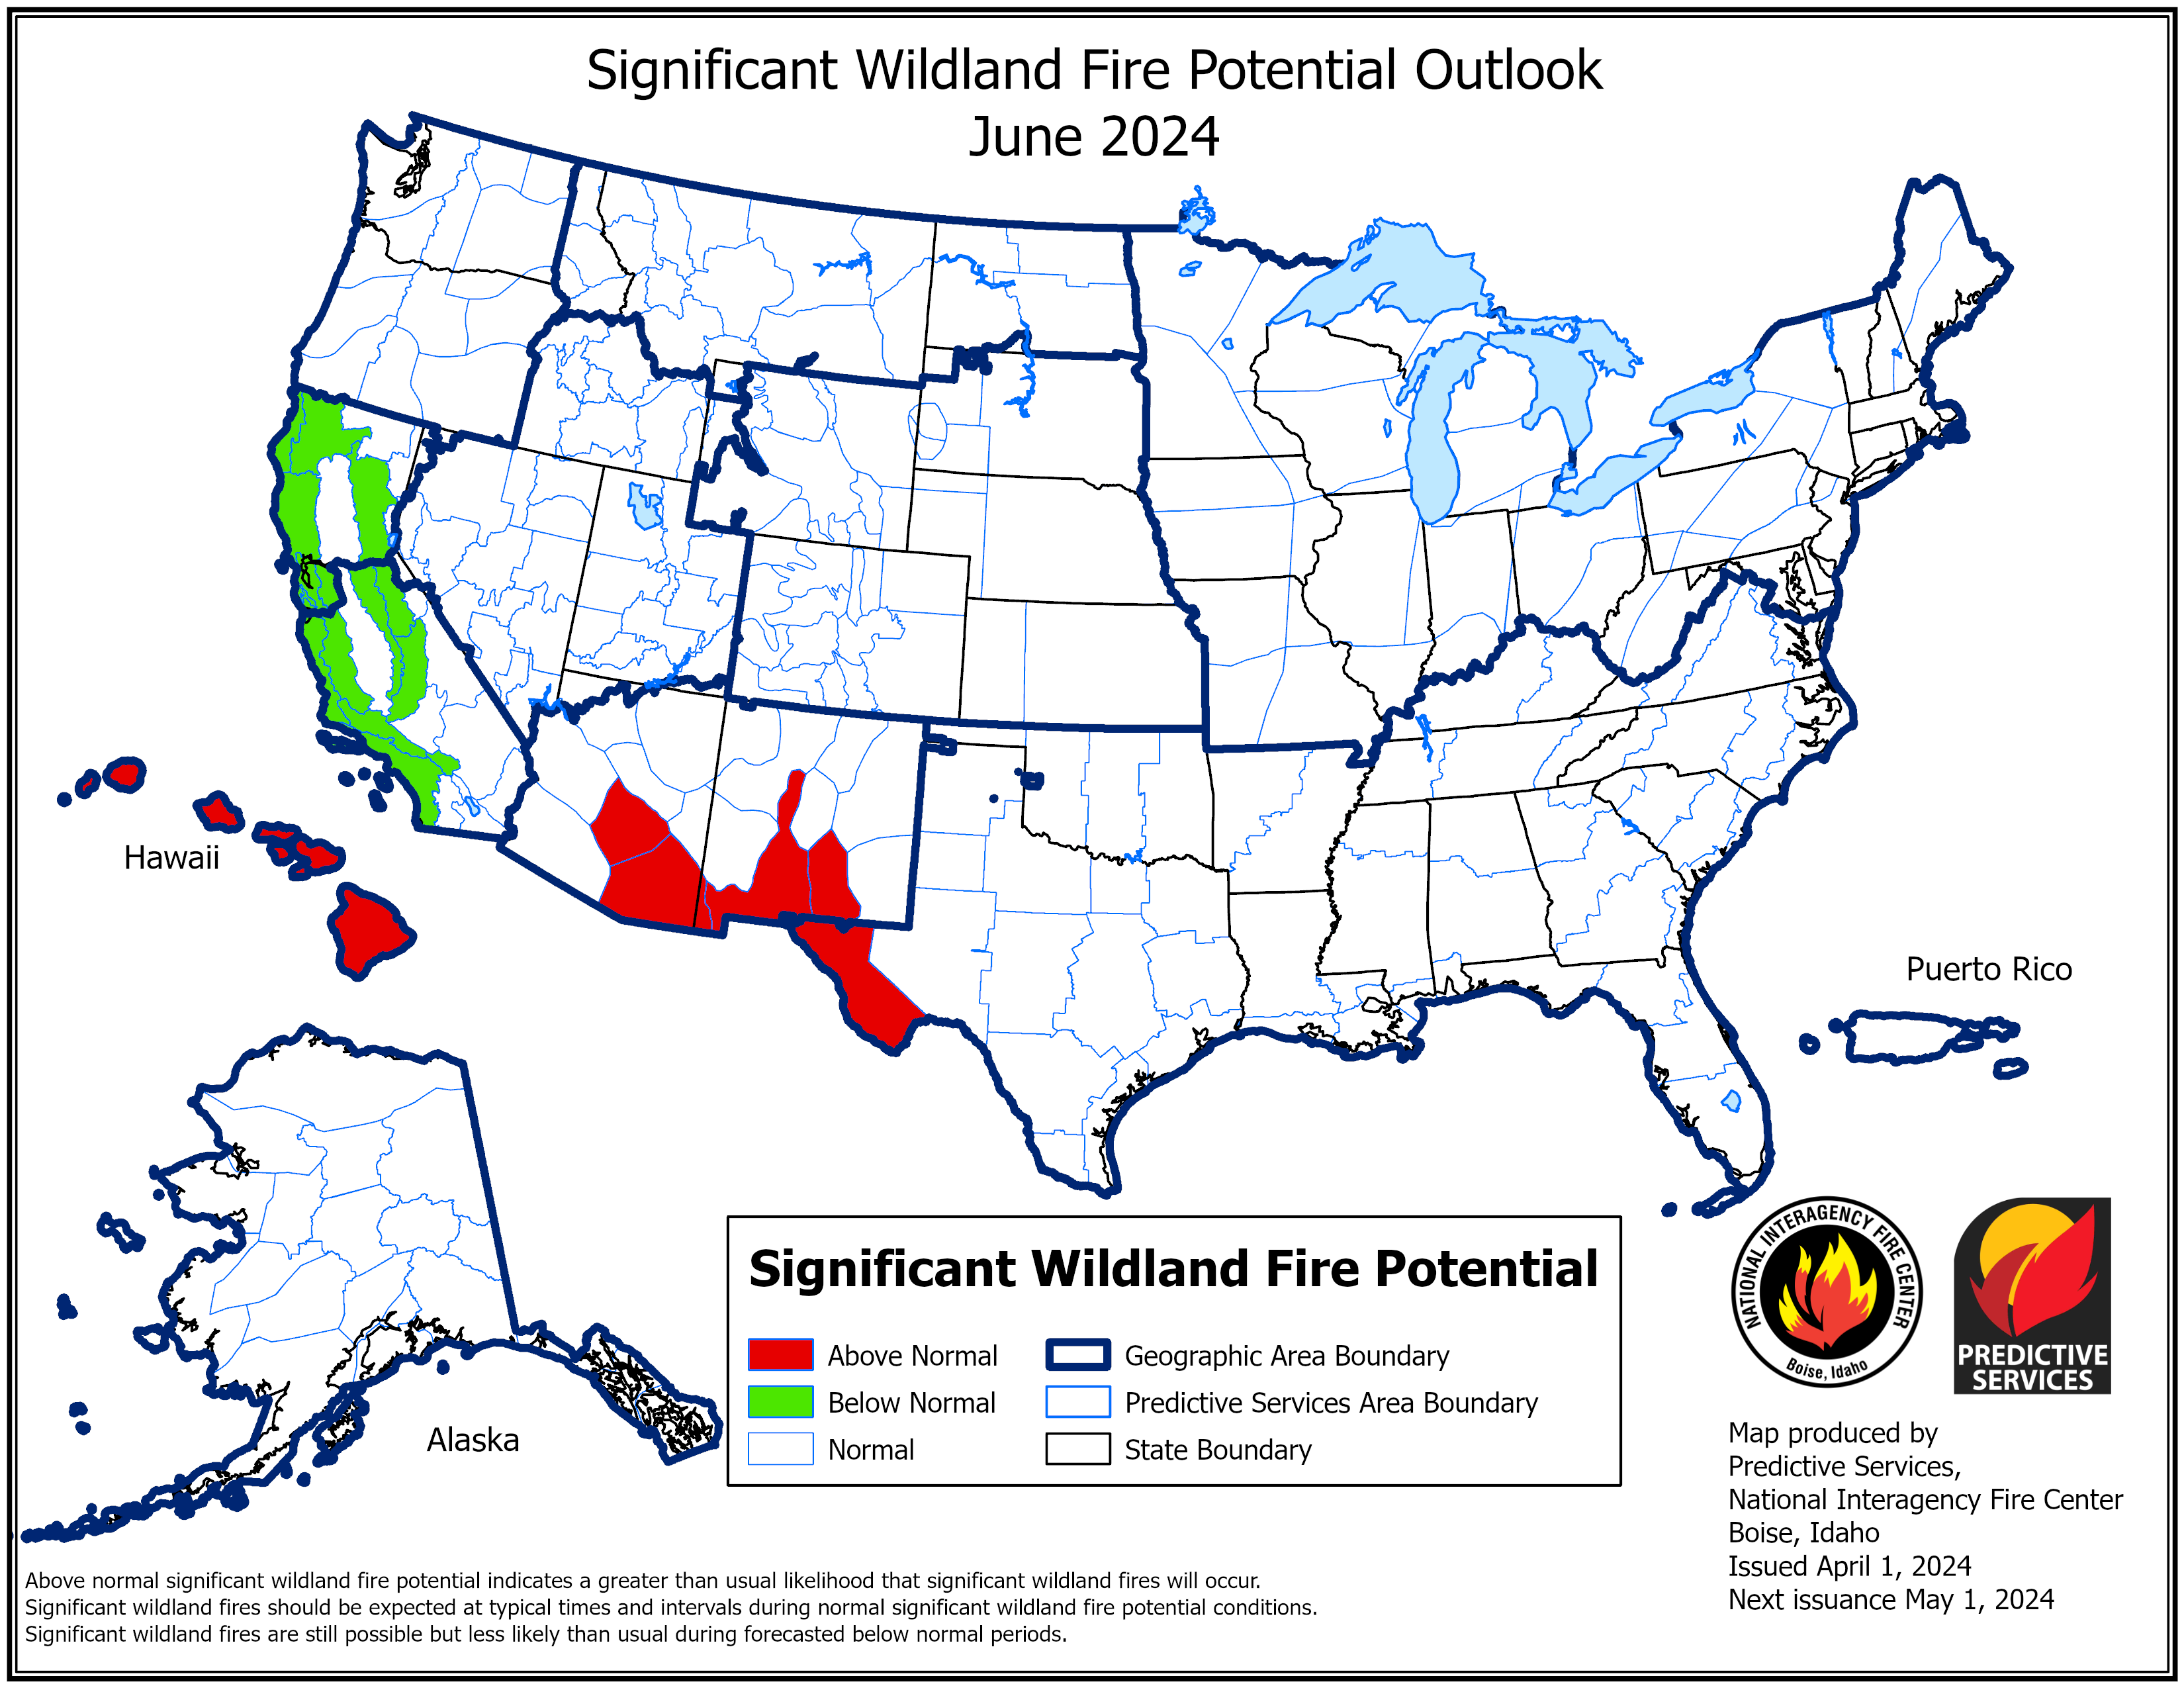 Significant Wildland Fire Potential Outlook
June 2024
Hawaii
Puerto Rico
Alaska
Significant Wildland Fire Potential
Above Normal
Below Normal
Normal
Geographic Area Boundary
Predictive Services Area Boundary
State Boundary
NATIONAL INTERAGENCY FIRE CENTER
Boise, Idaho
PREDICTIVE
SERVICES
Map produced by
Predictive Services,
National Interagency Fire Center
Boise, Idaho
Issued April 1, 2024
Next issuance May 1, 2024
Above normal significant wildland fire potential indicates a greater than usual likelihood that significant wildland fires will occur.
Significant wildland fires should be expected at typical times and intervals during normal significant wildland fire potential conditions.
Significant wildland fires are still possible but less likely than usual during forecasted below normal periods.